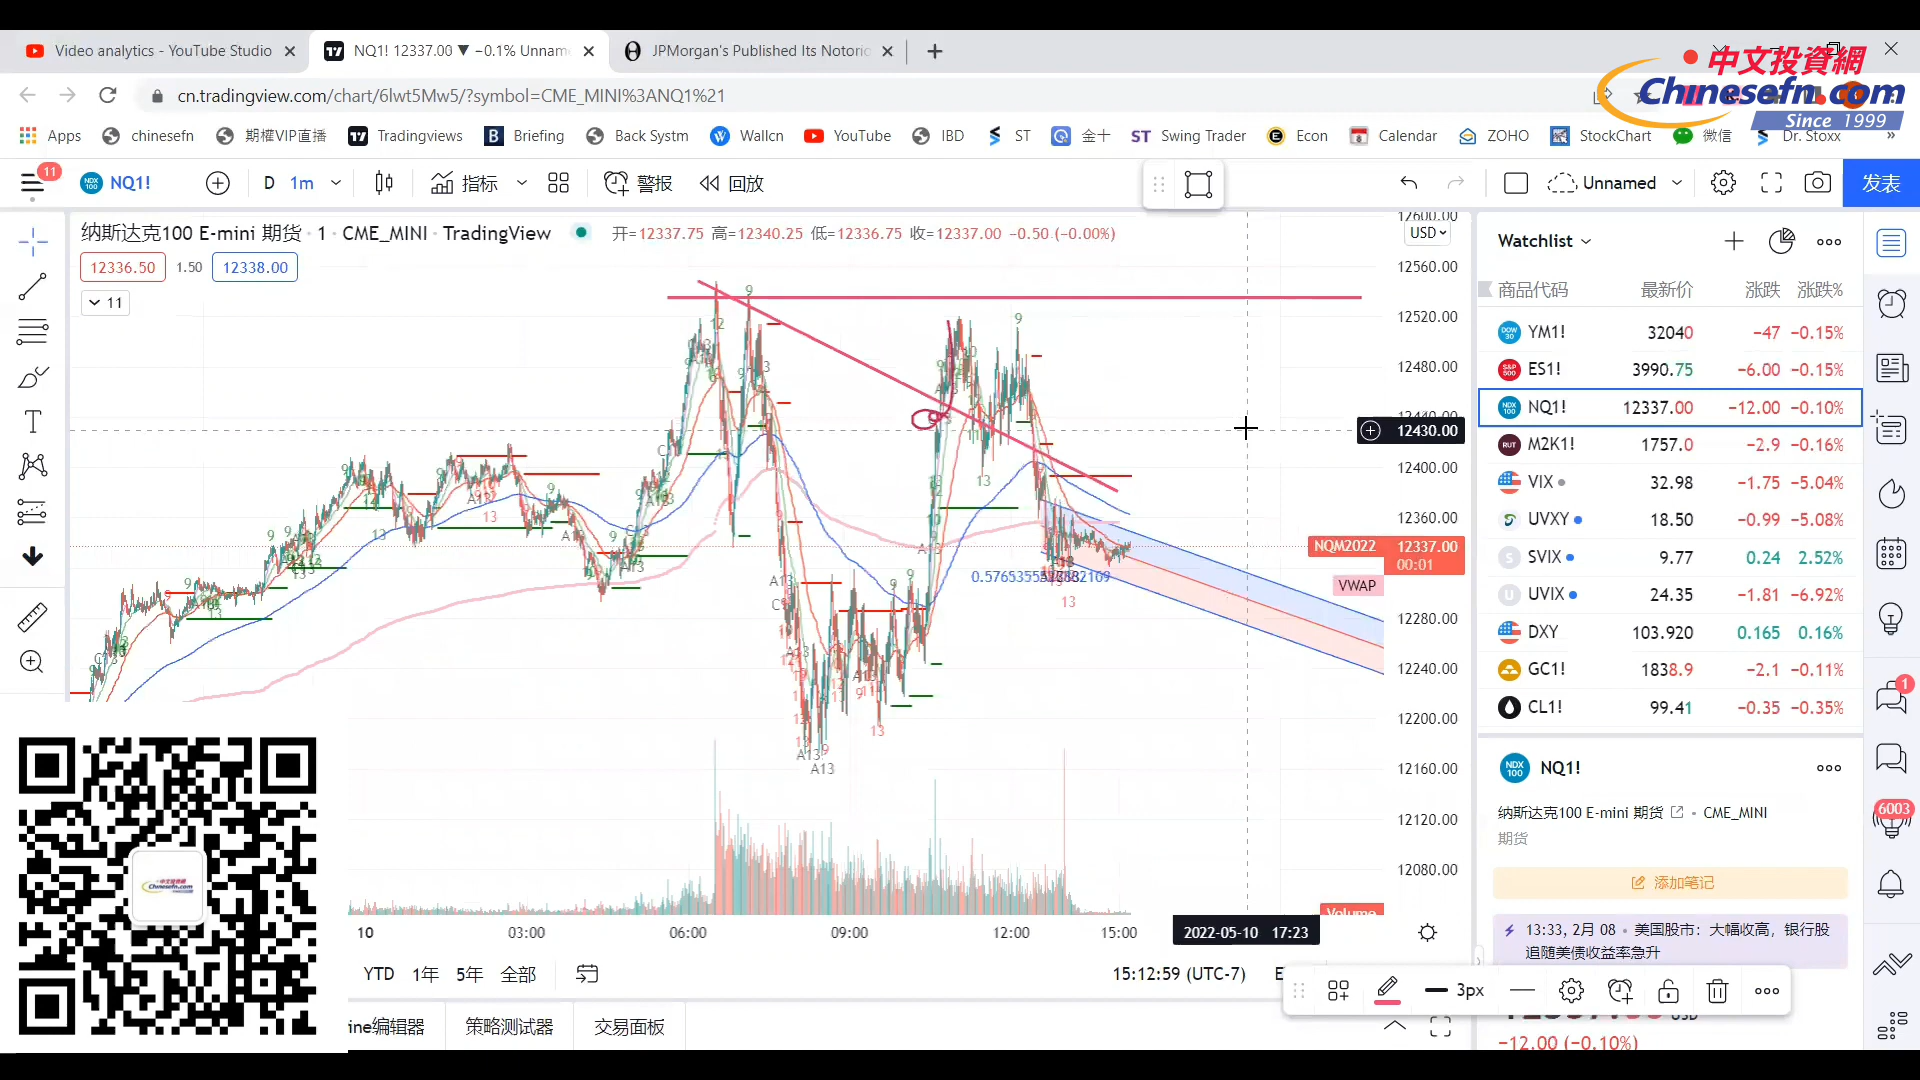 Video analytics - YouTube Studio
NQ1! 12337.00 ▼ −0.1% Unnam
JPMorgan's Published Its Notoric
中文投資網
Chinesefn.com
Since 1999
cn.tradingview.com/chart/6lwt5Mw5/?symbol=CME_MINI%3ANQ1%21
Apps chinesefn 期權VIP直播 Tradingviews Briefing Back Systm Wallcn YouTube IBD ST 金十 Swing Trader Econ Calendar ZOHO StockChart 微信 Dr. Stoxx »
11 NQ1! D 1m 指标 警报 回放 Unnamed 发表
纳斯达克100 E-mini 期货 · 1 · CME_MINI · TradingView 开=12337.75 高=12340.25 低=12336.75 收=12337.00 −0.50 (−0.00%)
12336.50 1.50 12338.00
11
12600.00
USD
12560.00
12520.00
12480.00
12440.00
12430.00
12400.00
12360.00
NQM2022 12337.00
00:01
VWAP
12280.00
12240.00
12200.00
12160.00
12120.00
12080.00
Volume
10 03:00 06:00 09:00 12:00 15:00 2022-05-10 17:23
YTD 1年 5年 全部 15:12:59 (UTC-7)
3px
ine编辑器 策略测试器 交易面板
Watchlist
商品代码 最新价 涨跌 涨跌%
YM1! 32040 −47 −0.15%
ES1! 3990.75 −6.00 −0.15%
NQ1! 12337.00 −12.00 −0.10%
M2K1! 1757.0 −2.9 −0.16%
VIX 32.98 −1.75 −5.04%
UVXY 18.50 −0.99 −5.08%
SVIX 9.77 0.24 2.52%
UVIX 24.35 −1.81 −6.92%
DXY 103.920 0.165 0.16%
GC1! 1838.9 −2.1 −0.11%
CL1! 99.41 −0.35 −0.35%
NQ1!
纳斯达克100 E-mini 期货 • CME_MINI
期货
添加笔记
13:33, 2月 08 • 美国股市：大幅收高，银行股
追随美债收益率急升
−12.00 (−0.10%)
1
6003